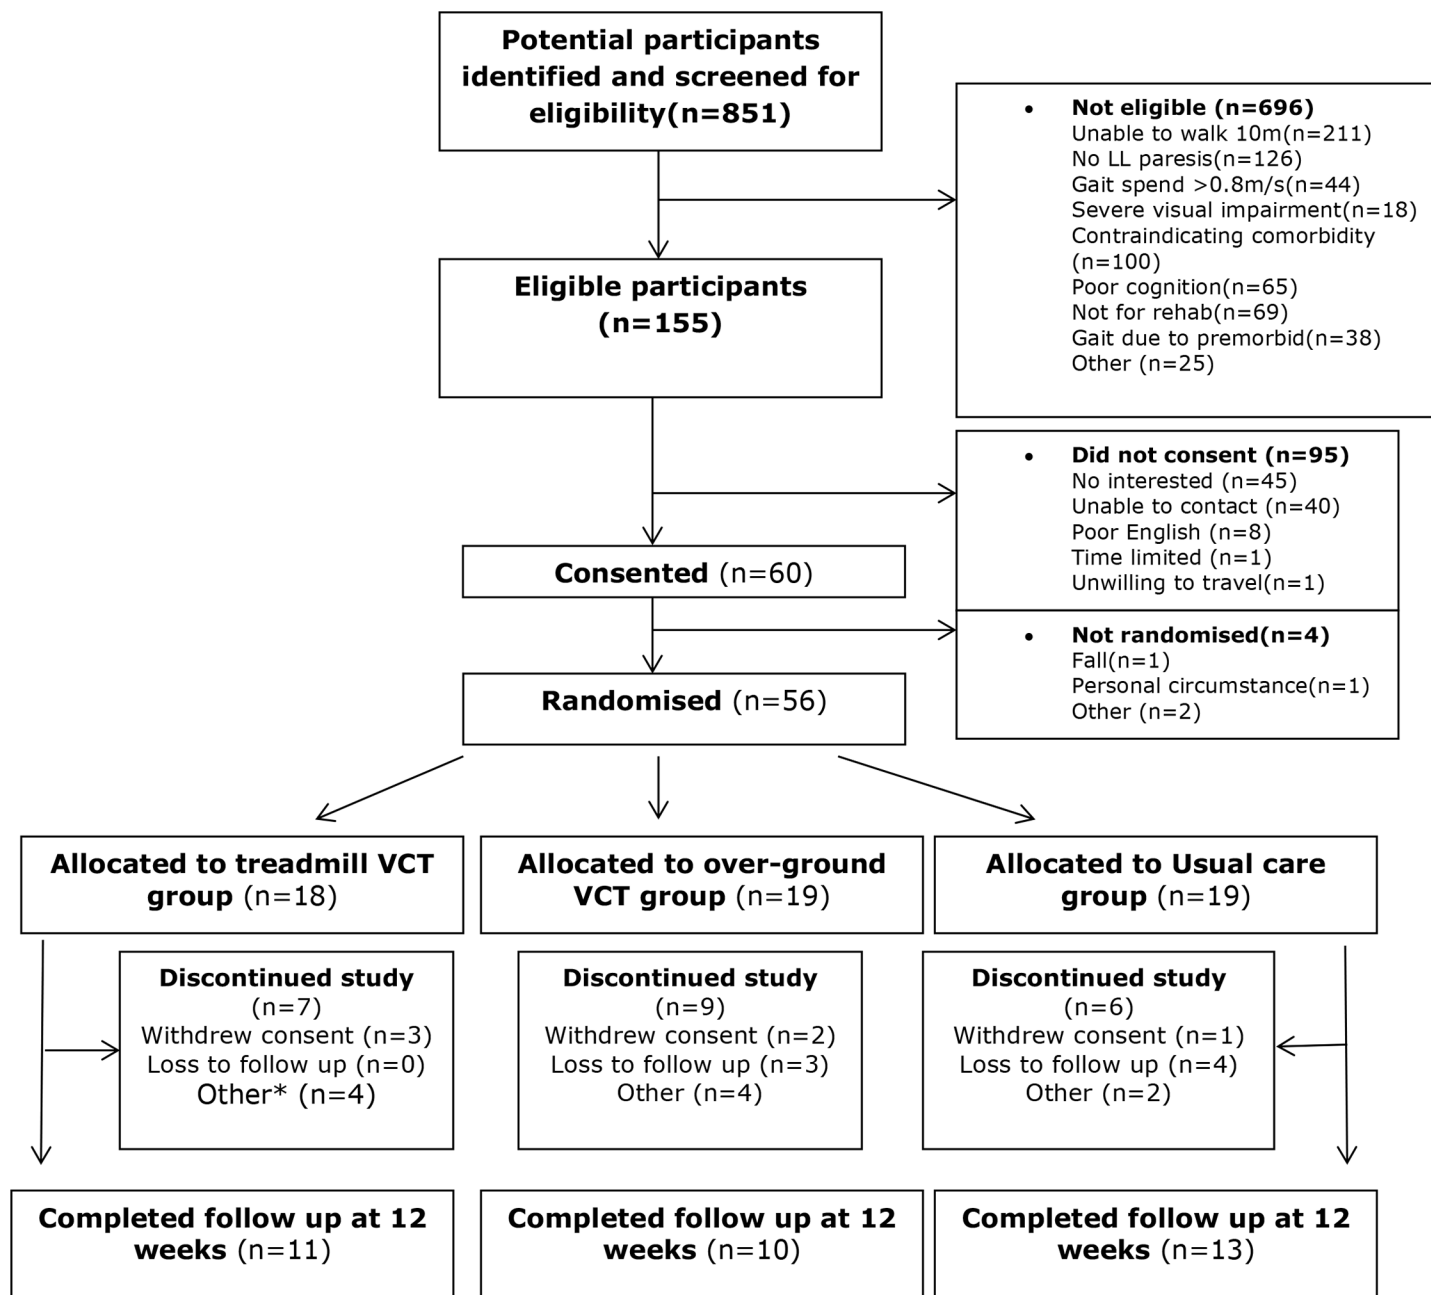 Potential participants
identified and screened for
eligibility(n=851)
• Not eligible (n=696)
Unable to walk 10m(n=211)
No LL paresis(n=126)
Gait spend >0.8m/s(n=44)
Severe visual impairment(n=18)
Contraindicating comorbidity
(n=100)
Poor cognition(n=65)
Not for rehab(n=69)
Gait due to premorbid(n=38)
Other (n=25)
Eligible participants
(n=155)
• Did not consent (n=95)
No interested (n=45)
Unable to contact (n=40)
Poor English (n=8)
Time limited (n=1)
Unwilling to travel(n=1)
Consented (n=60)
• Not randomised(n=4)
Fall(n=1)
Personal circumstance(n=1)
Other (n=2)
Randomised (n=56)
Allocated to treadmill VCT
group (n=18)
Allocated to over-ground
VCT group (n=19)
Allocated to Usual care
group (n=19)
Discontinued study
(n=7)
Withdrew consent (n=3)
Loss to follow up (n=0)
Other* (n=4)
Discontinued study
(n=9)
Withdrew consent (n=2)
Loss to follow up (n=3)
Other (n=4)
Discontinued study
(n=6)
Withdrew consent (n=1)
Loss to follow up (n=4)
Other (n=2)
Completed follow up at 12
weeks (n=11)
Completed follow up at 12
weeks (n=10)
Completed follow up at 12
weeks (n=13)